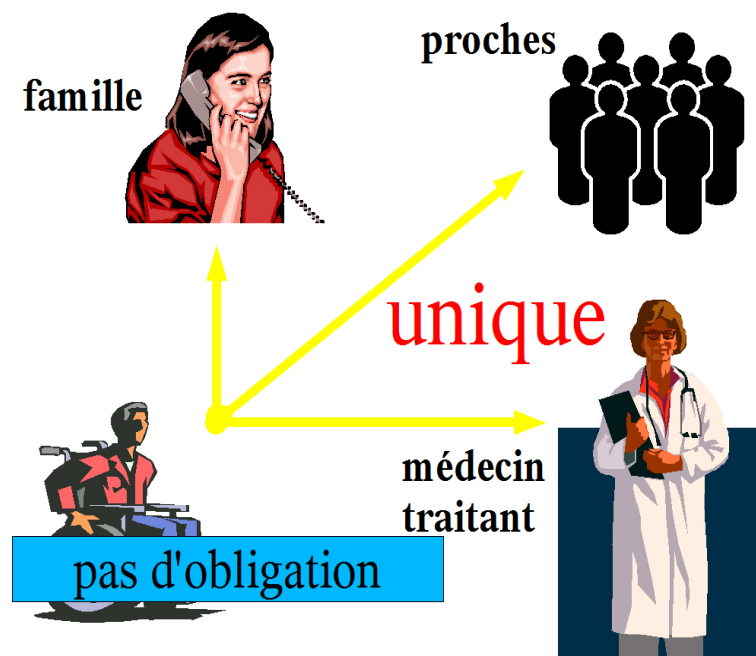 proches
famille
unique
médecin
traitant
pas d'obligation